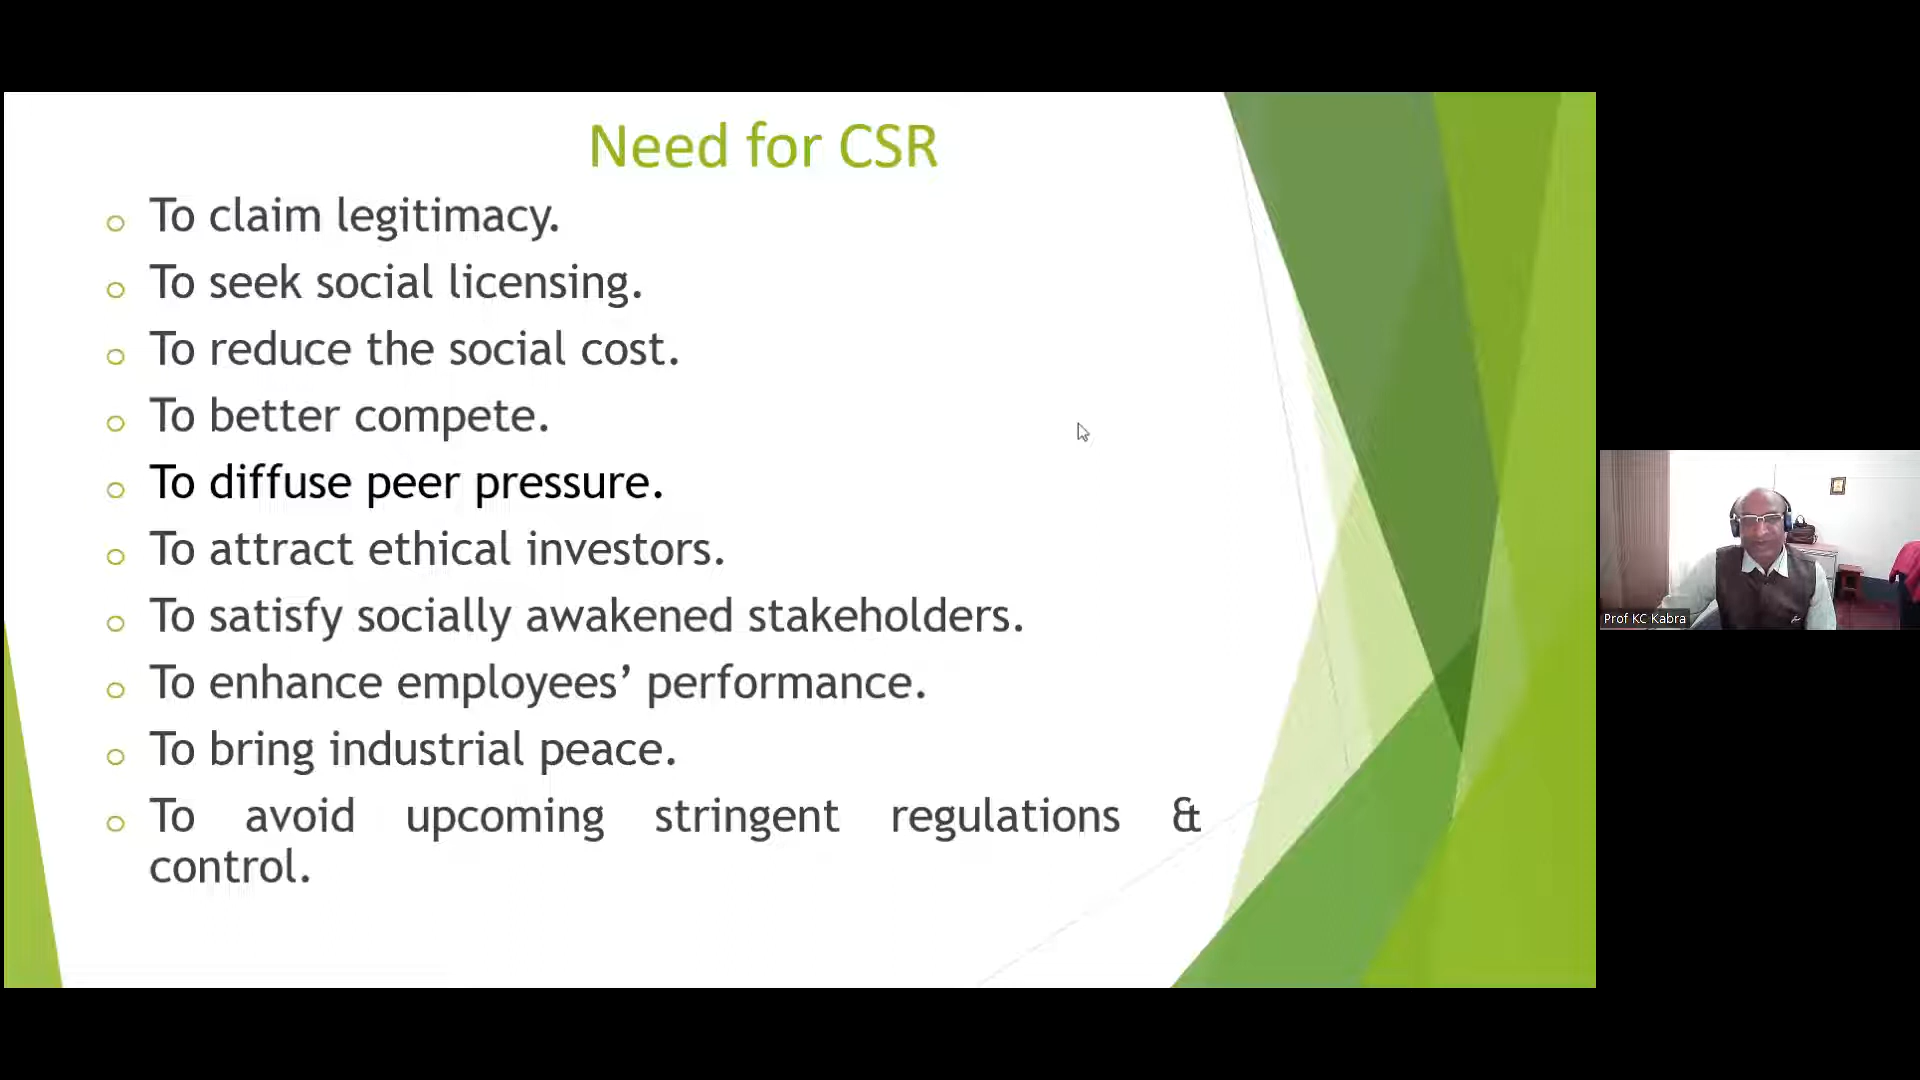 Need for CSR
To claim legitimacy.
To seek social licensing.
To reduce the social cost.
To better compete.
To diffuse peer pressure.
To attract ethical investors.
To satisfy socially awakened stakeholders.
To enhance employees’ performance.
To bring industrial peace.
To avoid upcoming stringent regulations &
control.
Prof KC Kabra